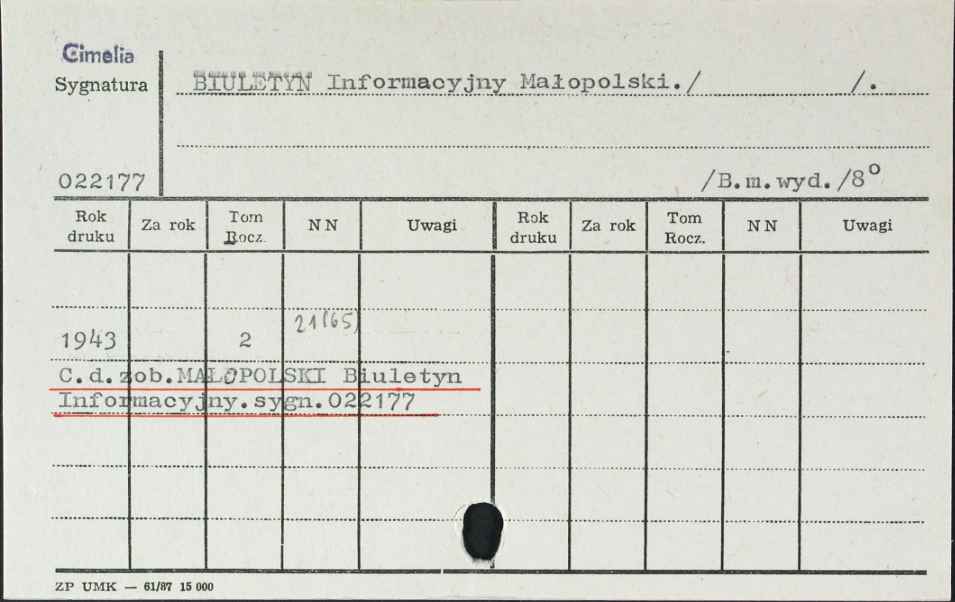 Cimelia
Sygnatura
BIULETYN Informacyjny Małopolski./ /.
022177
/B.m.wyd./8°
Rok druku Za rok Tom Rocz. NN Uwagi Rok druku Za rok Tom Rocz. NN Uwagi
1943 2 21(65)
C.d.zob.MAŁOPOLSKI Biuletyn
Informacyjny.sygn.022177
ZP UMK — 61/87 15 000